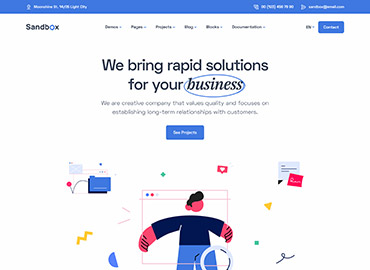 Moonshine St. 14/05 Light City
00 (123) 456 78 90
sandbox@email.com
Sandbox
Demos
Pages
Projects
Blog
Blocks
Documentation
EN
Contact
We bring rapid solutions
for your business
We are creative company that values quality and focuses on
establishing long-term relationships with customers.
See Projects